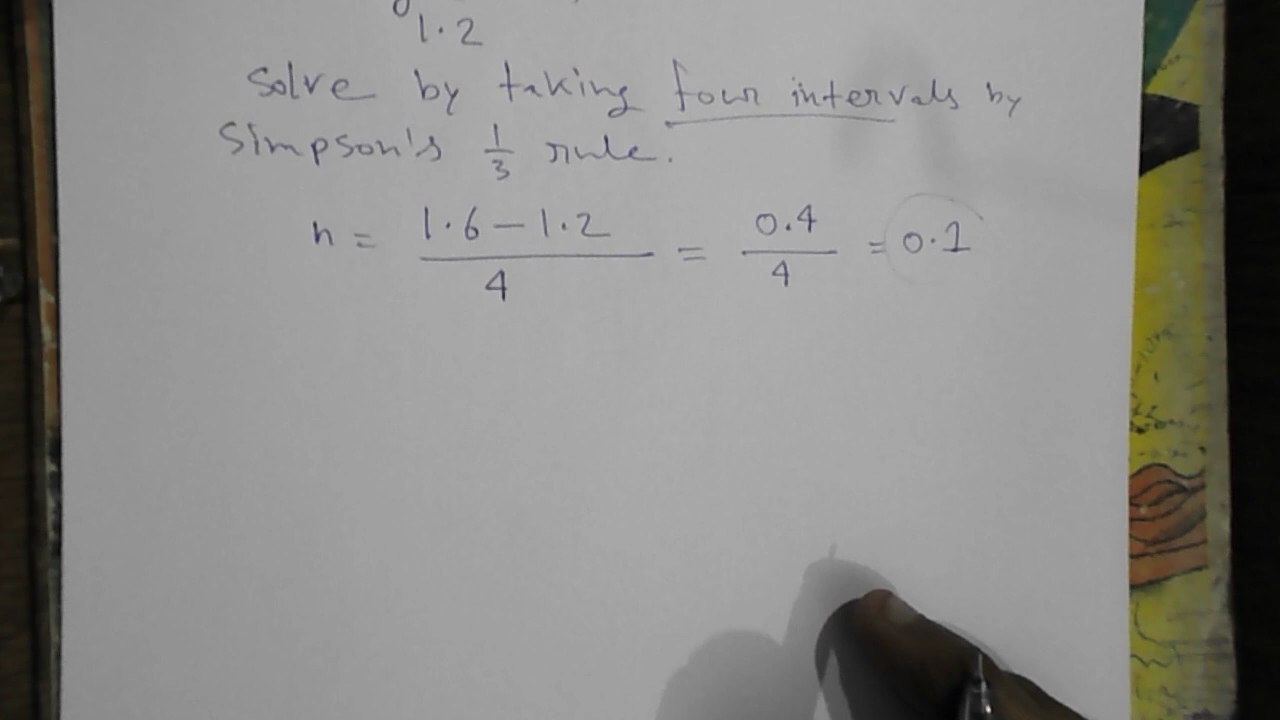 1.2
Solve by taking four intervals by
Simpson's 1/3 rule.
h = (1.6 - 1.2)/4 = 0.4/4 = 0.1